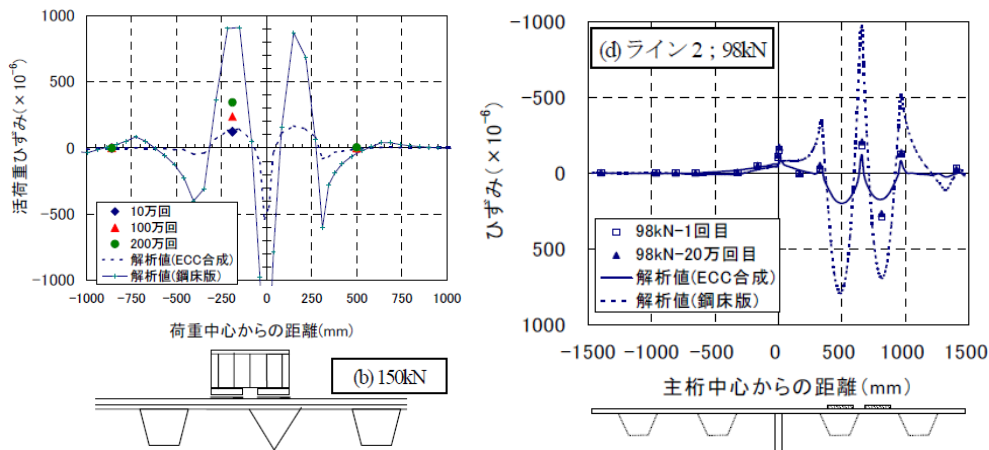 1000
500
0
-500
-1000
活荷重ひずみ(×10⁻⁶)
10万回
100万回
200万回
解析値(ECC合成)
解析値(鋼床版)
-1000 -750 -500 -250 0 250 500 750 1000
荷重中心からの距離(mm)
(b) 150kN
-1000
-500
0
500
1000
ひずみ(×10⁻⁶)
(d) ライン 2 ; 98kN
98kN-1回目
98kN-20万回目
解析値(ECC合成)
解析値(鋼床版)
-1500 -1000 -500 0 500 1000 1500
主桁中心からの距離(mm)